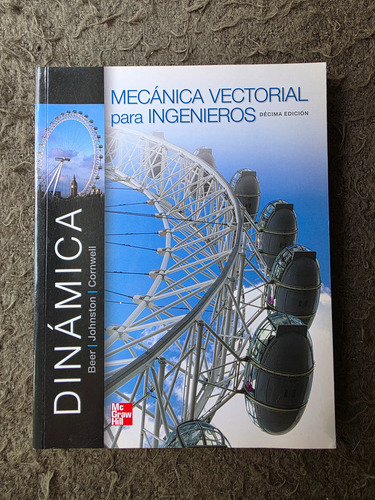 MECÁNICA VECTORIAL
para INGENIEROS DÉCIMA EDICIÓN
DINÁMICA
Beer | Johnston | Cornwell
Mc
Graw
Hill